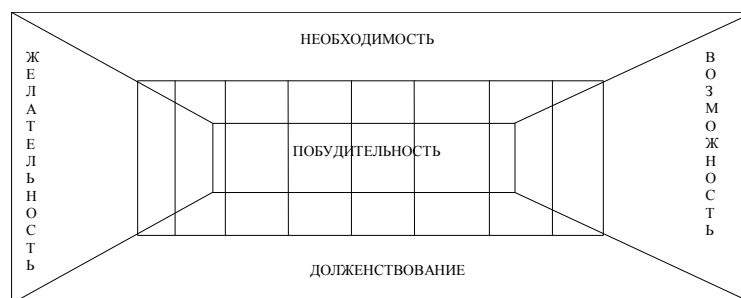 НЕОБХОДИМОСТЬ
ЖЕЛАТЕЛЬНОСТЬ
ВОЗМОЖНОСТЬ
ПОБУДИТЕЛЬНОСТЬ
ДОЛЖЕНСТВОВАНИЕ